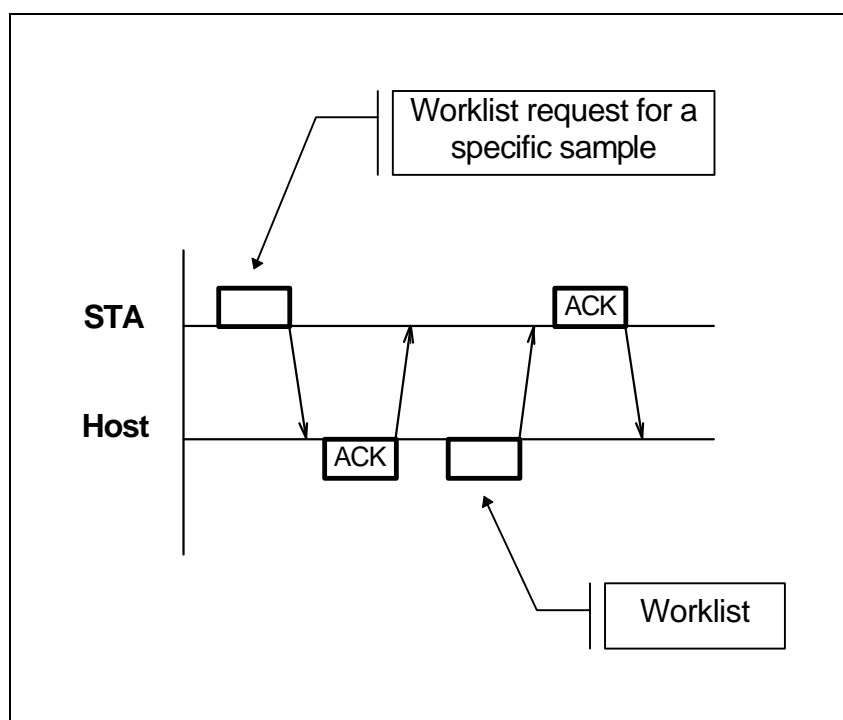 Worklist request for a
specific sample
STA
ACK
Host
ACK
Worklist